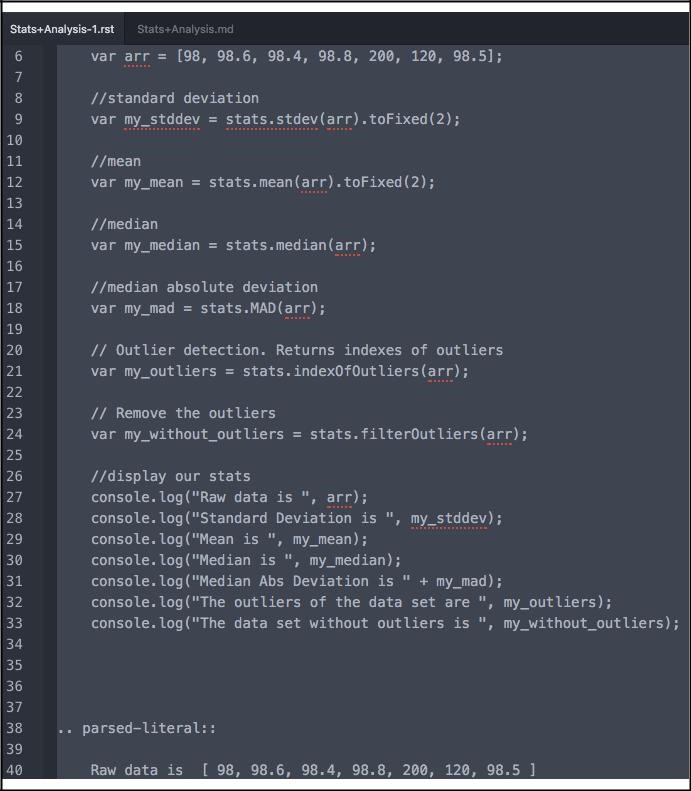 Stats+Analysis-1.rst Stats+Analysis.md
6 var arr = [98, 98.6, 98.4, 98.8, 200, 120, 98.5];
7
8 //standard deviation
9 var my_stddev = stats.stdev(arr).toFixed(2);
10
11 //mean
12 var my_mean = stats.mean(arr).toFixed(2);
13
14 //median
15 var my_median = stats.median(arr);
16
17 //median absolute deviation
18 var my_mad = stats.MAD(arr);
19
20 // Outlier detection. Returns indexes of outliers
21 var my_outliers = stats.indexOfOutliers(arr);
22
23 // Remove the outliers
24 var my_without_outliers = stats.filterOutliers(arr);
25
26 //display our stats
27 console.log("Raw data is ", arr);
28 console.log("Standard Deviation is ", my_stddev);
29 console.log("Mean is ", my_mean);
30 console.log("Median is ", my_median);
31 console.log("Median Abs Deviation is " + my_mad);
32 console.log("The outliers of the data set are ", my_outliers);
33 console.log("The data set without outliers is ", my_without_outliers);
34
35
36
37
38 .. parsed-literal::
39
40 Raw data is  [ 98, 98.6, 98.4, 98.8, 200, 120, 98.5 ]